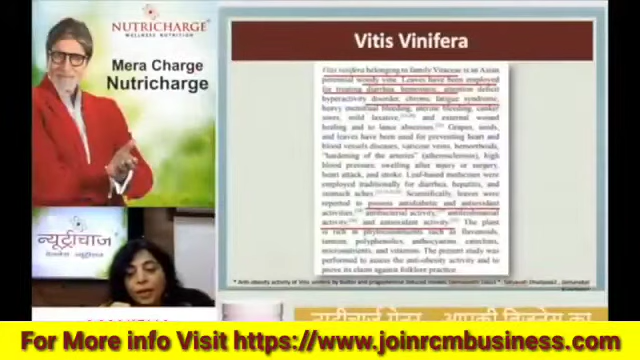 NUTRICHARGE
WELLNESS NUTRITION
Mera Charge
Nutricharge
न्यूट्रीचार्ज
वेलनेस न्यूट्रीशन
Vitis Vinifera
Vitis vinifera belonging to family Vitaceae is an Asian
perennial woody vine. Leaves have been employed
for treating diarrhea, hemorrhage, attention deficit
hyperactivity disorder, chronic fatigue syndrome,
heavy menstrual bleeding, uterine bleeding, canker
sores, mild laxative, and external wound
healing and to lance abscesses. Grapes, seeds,
and leaves have been used for preventing heart and
blood vessels diseases, varicose veins, hemorrhoids,
"hardening of the arteries" (atherosclerosis), high
blood pressure, swelling after injury or surgery,
heart attack, and stroke. Leaf-based medicines were
employed traditionally for diarrhea, hepatitis, and
stomach aches. Scientifically, leaves were
reported to possess antidiabetic and antioxidant
activities, antibacterial activity,
activity, and antioxidant activity. The plant
is rich in phytoconstituents such as flavonoids,
tannins, polyphenolics, anthocyanins catechins,
micronutrients, and vitamins. The present study was
performed to assess the anti-obesity activity and to
prove its claim against folklore practice.
For More info Visit https://www.joinrcmbusiness.com